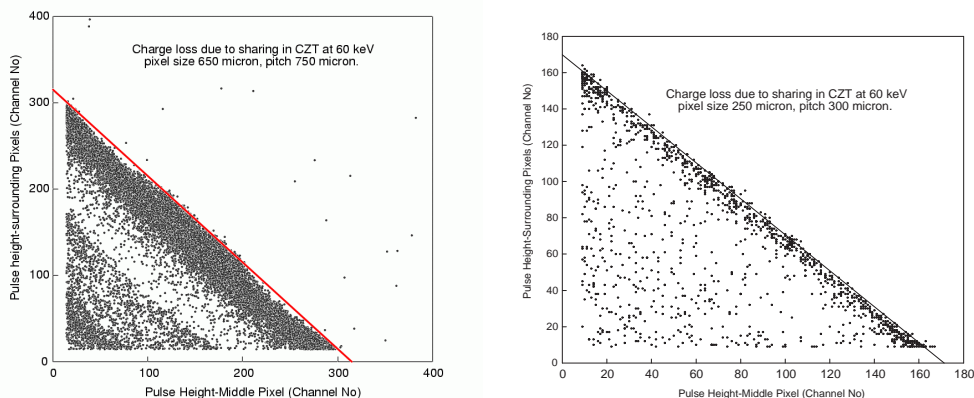 400
300
200
100
0
Pulse height-surrounding Pixels (Channel No)
Charge loss due to sharing in CZT at 60 keV
pixel size 650 micron, pitch 750 micron.
0 100 200 300 400
Pulse Height-Middle Pixel (Channel No)
180
160
140
120
100
80
60
40
20
0
Pulse Height-Surrounding Pixels (Channel No)
Charge loss due to sharing in CZT at 60 keV
pixel size 250 micron, pitch 300 micron.
0 20 40 60 80 100 120 140 160 180
Pulse Height-Middle Pixel (Channel No)